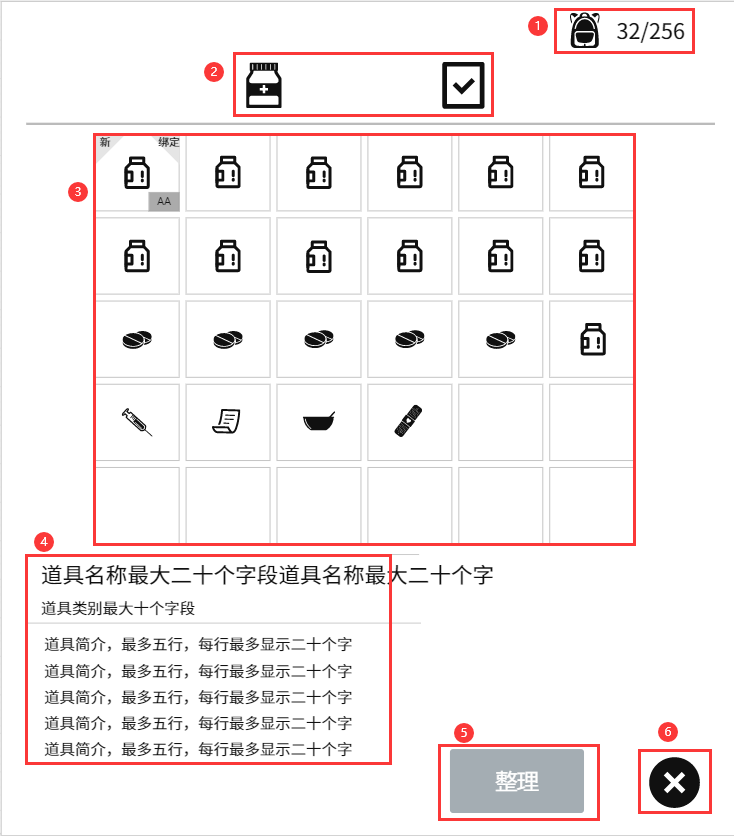 1
32/256
2
新 绑定
3
AA
4
道具名称最大二十个字段道具名称最大二十个字
道具类别最大十个字段
道具简介，最多五行，每行最多显示二十个字
道具简介，最多五行，每行最多显示二十个字
道具简介，最多五行，每行最多显示二十个字
道具简介，最多五行，每行最多显示二十个字
道具简介，最多五行，每行最多显示二十个字
5
6
整理